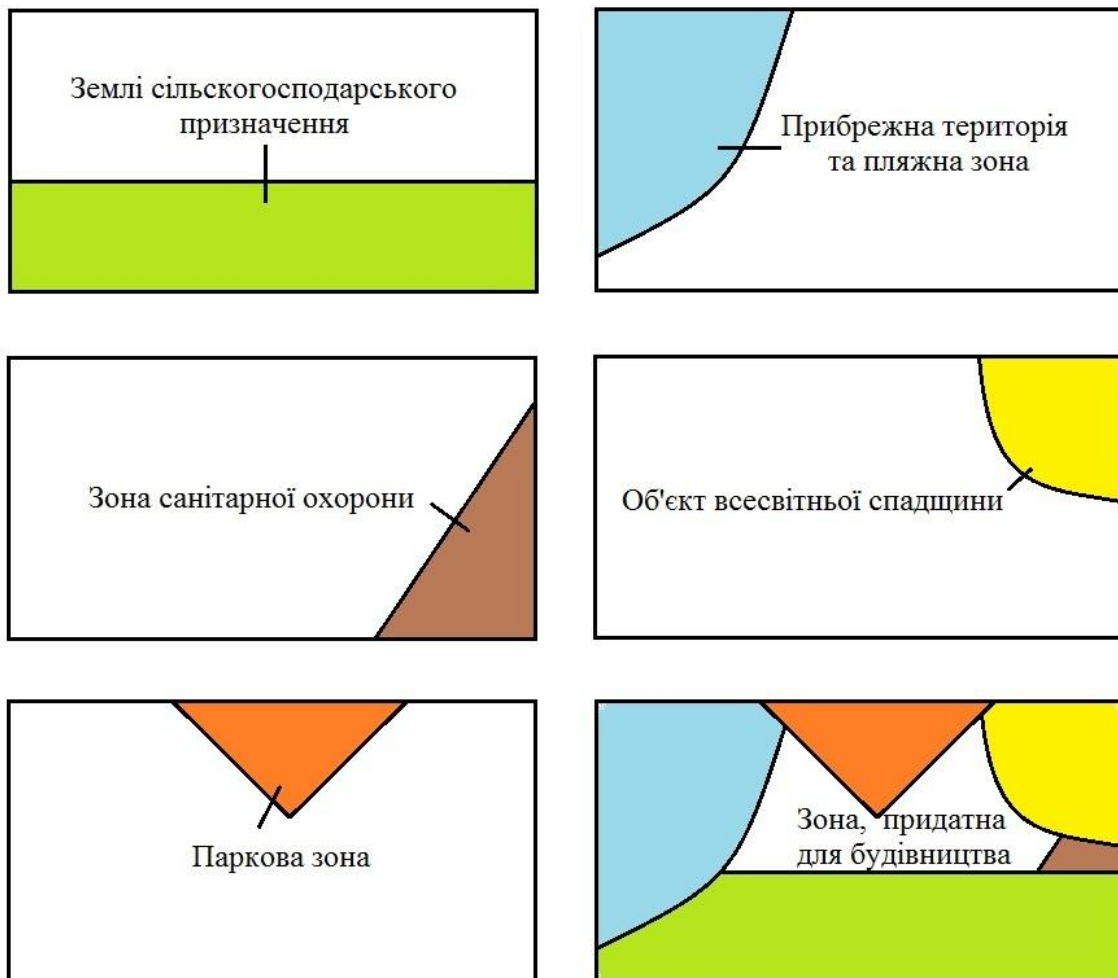 Землі сільскогосподарського
призначення
Прибрежна територія
та пляжна зона
Зона санітарної охорони
Об'єкт всесвітньої спадщини
Паркова зона
Зона, придатна
для будівництва